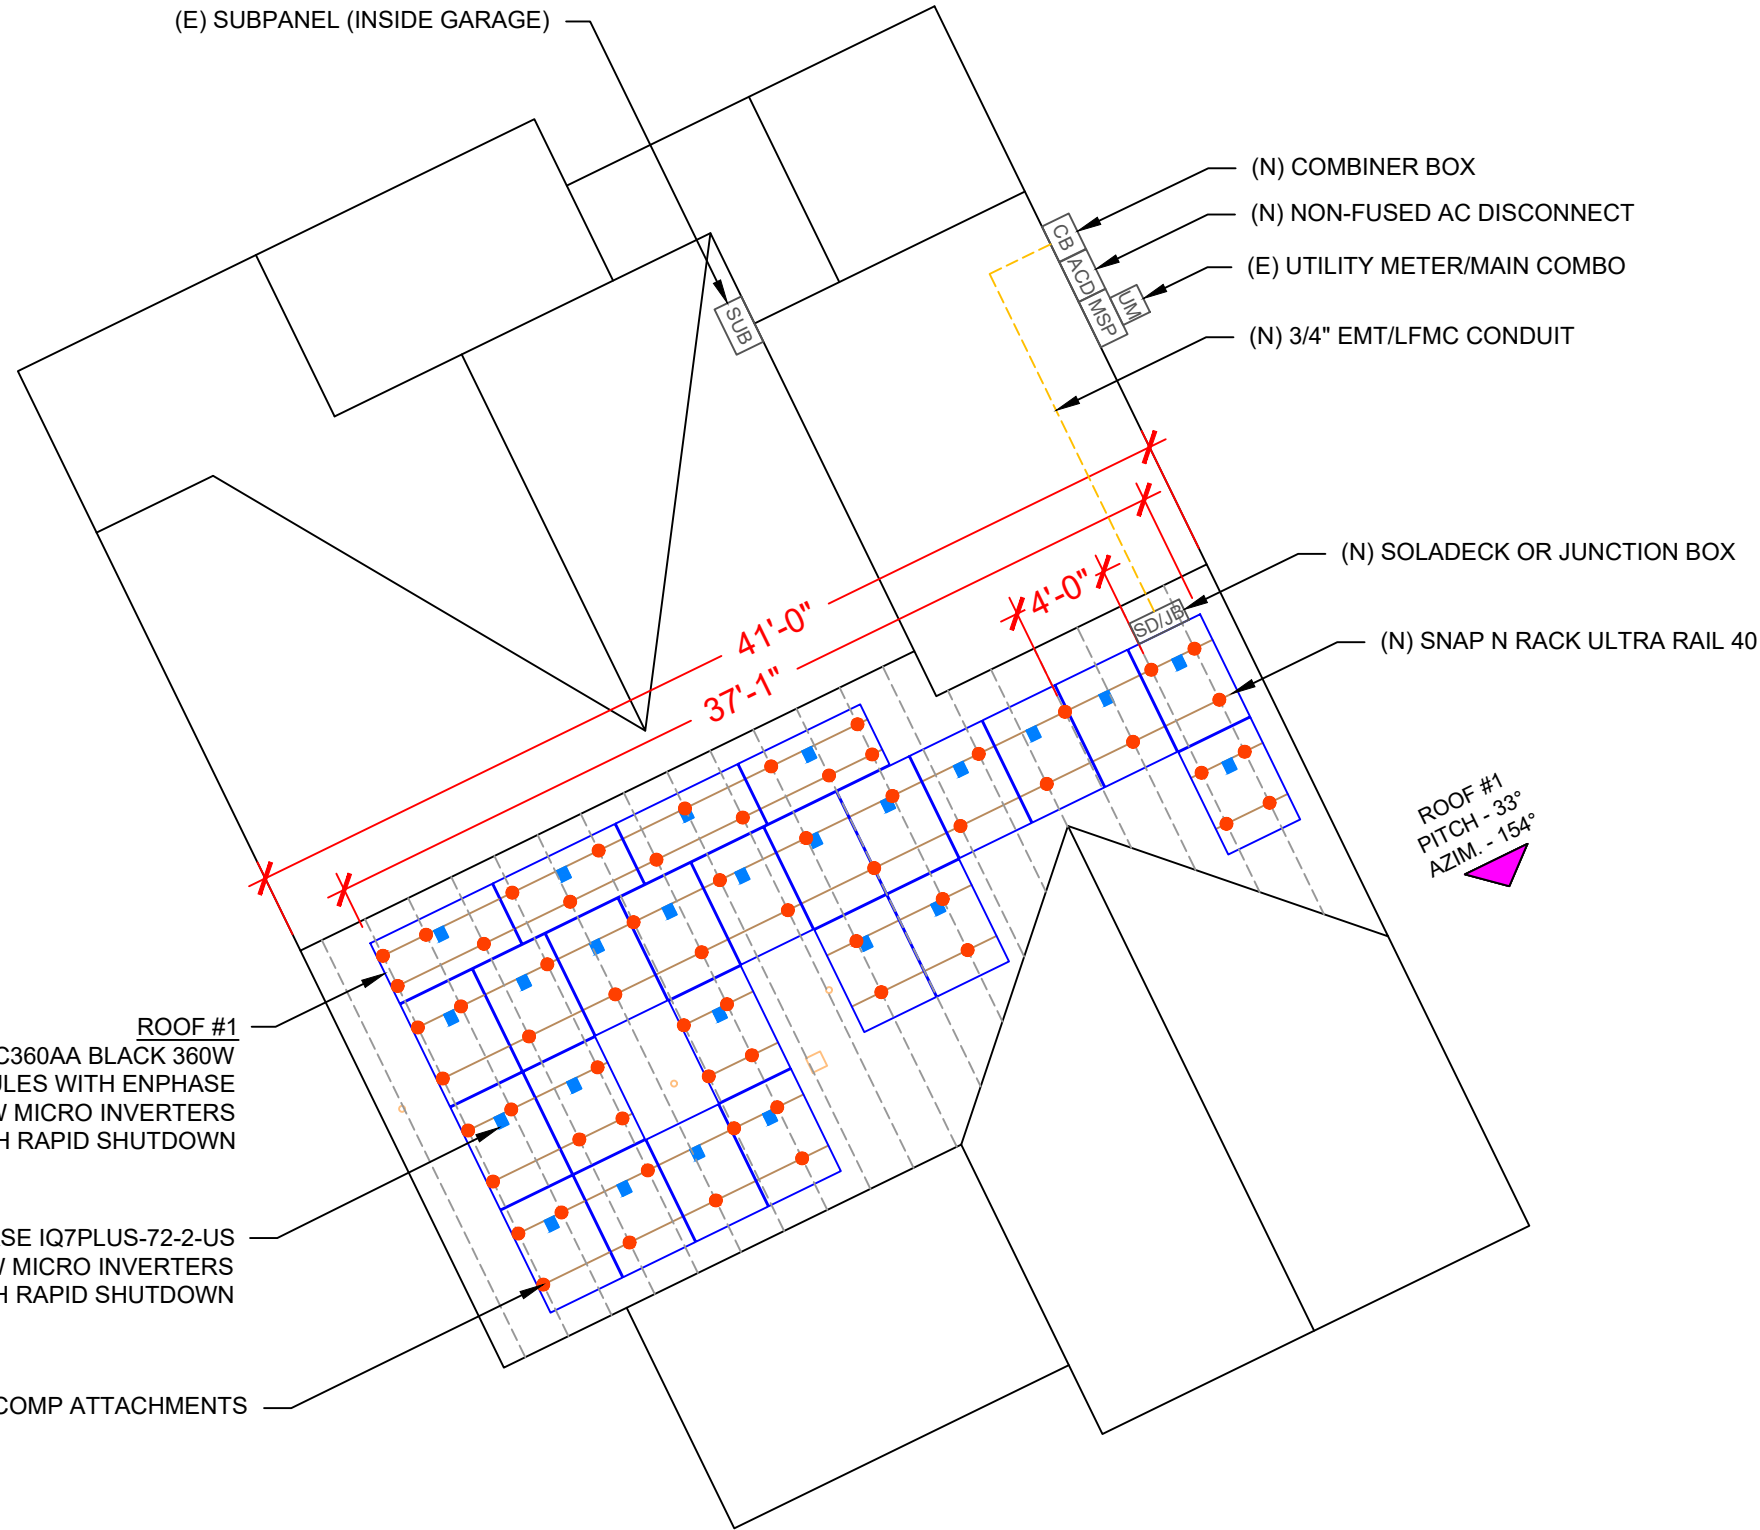 (E) SUBPANEL (INSIDE GARAGE)
(N) COMBINER BOX
(N) NON-FUSED AC DISCONNECT
(E) UTILITY METER/MAIN COMBO
(N) 3/4" EMT/LFMC CONDUIT
CB
ACD
MSP
UM
SUB
(N) SOLADECK OR JUNCTION BOX
SD/JB
(N) SNAP N RACK ULTRA RAIL 40
41'-0"
37'-1"
4'-0"
ROOF #1
PITCH - 33°
AZIM. - 154°
ROOF #1
C360AA BLACK 360W
ULES WITH ENPHASE
W MICRO INVERTERS
H RAPID SHUTDOWN
SE IQ7PLUS-72-2-US
W MICRO INVERTERS
H RAPID SHUTDOWN
COMP ATTACHMENTS